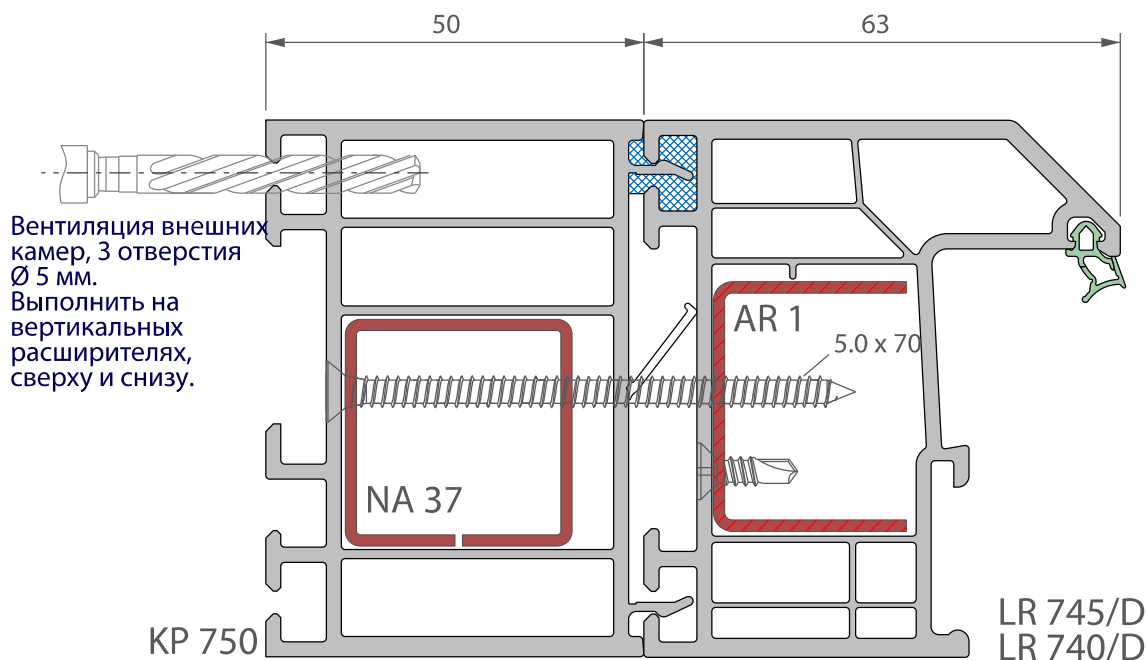 50
63
Вентиляция внешних
камер, 3 отверстия
Ø 5 мм.
Выполнить на
вертикальных
расширителях,
сверху и снизу.
AR 1
5.0 x 70
NA 37
KP 750
LR 745/D
LR 740/D